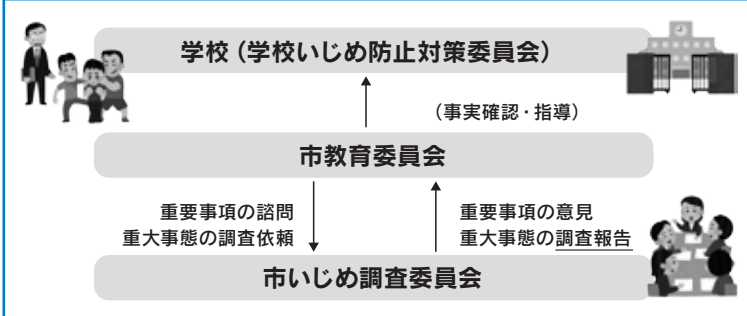 学校（学校いじめ防止対策委員会）
（事実確認・指導）
市教育委員会
重要事項の諮問
重大事態の調査依頼
重要事項の意見
重大事態の調査報告
市いじめ調査委員会